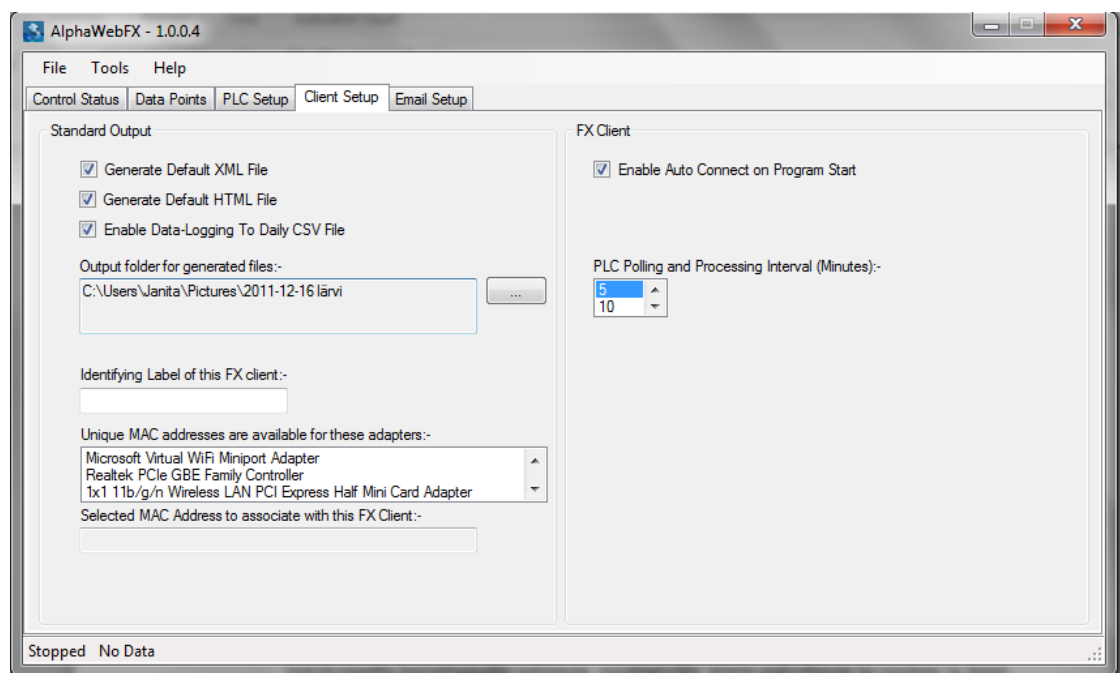 AlphaWebFX - 1.0.0.4
File Tools Help
Control Status Data Points PLC Setup Client Setup Email Setup
Standard Output
Generate Default XML File
Generate Default HTML File
Enable Data-Logging To Daily CSV File
Output folder for generated files:-
C:\Users\Janita\Pictures\2011-12-16 lärvi
...
Identifying Label of this FX client:-
Unique MAC addresses are available for these adapters:-
Microsoft Virtual WiFi Miniport Adapter
Realtek PCIe GBE Family Controller
1x1 11b/g/n Wireless LAN PCI Express Half Mini Card Adapter
Selected MAC Address to associate with this FX Client:-
FX Client
Enable Auto Connect on Program Start
PLC Polling and Processing Interval (Minutes):-
5
10
Stopped No Data